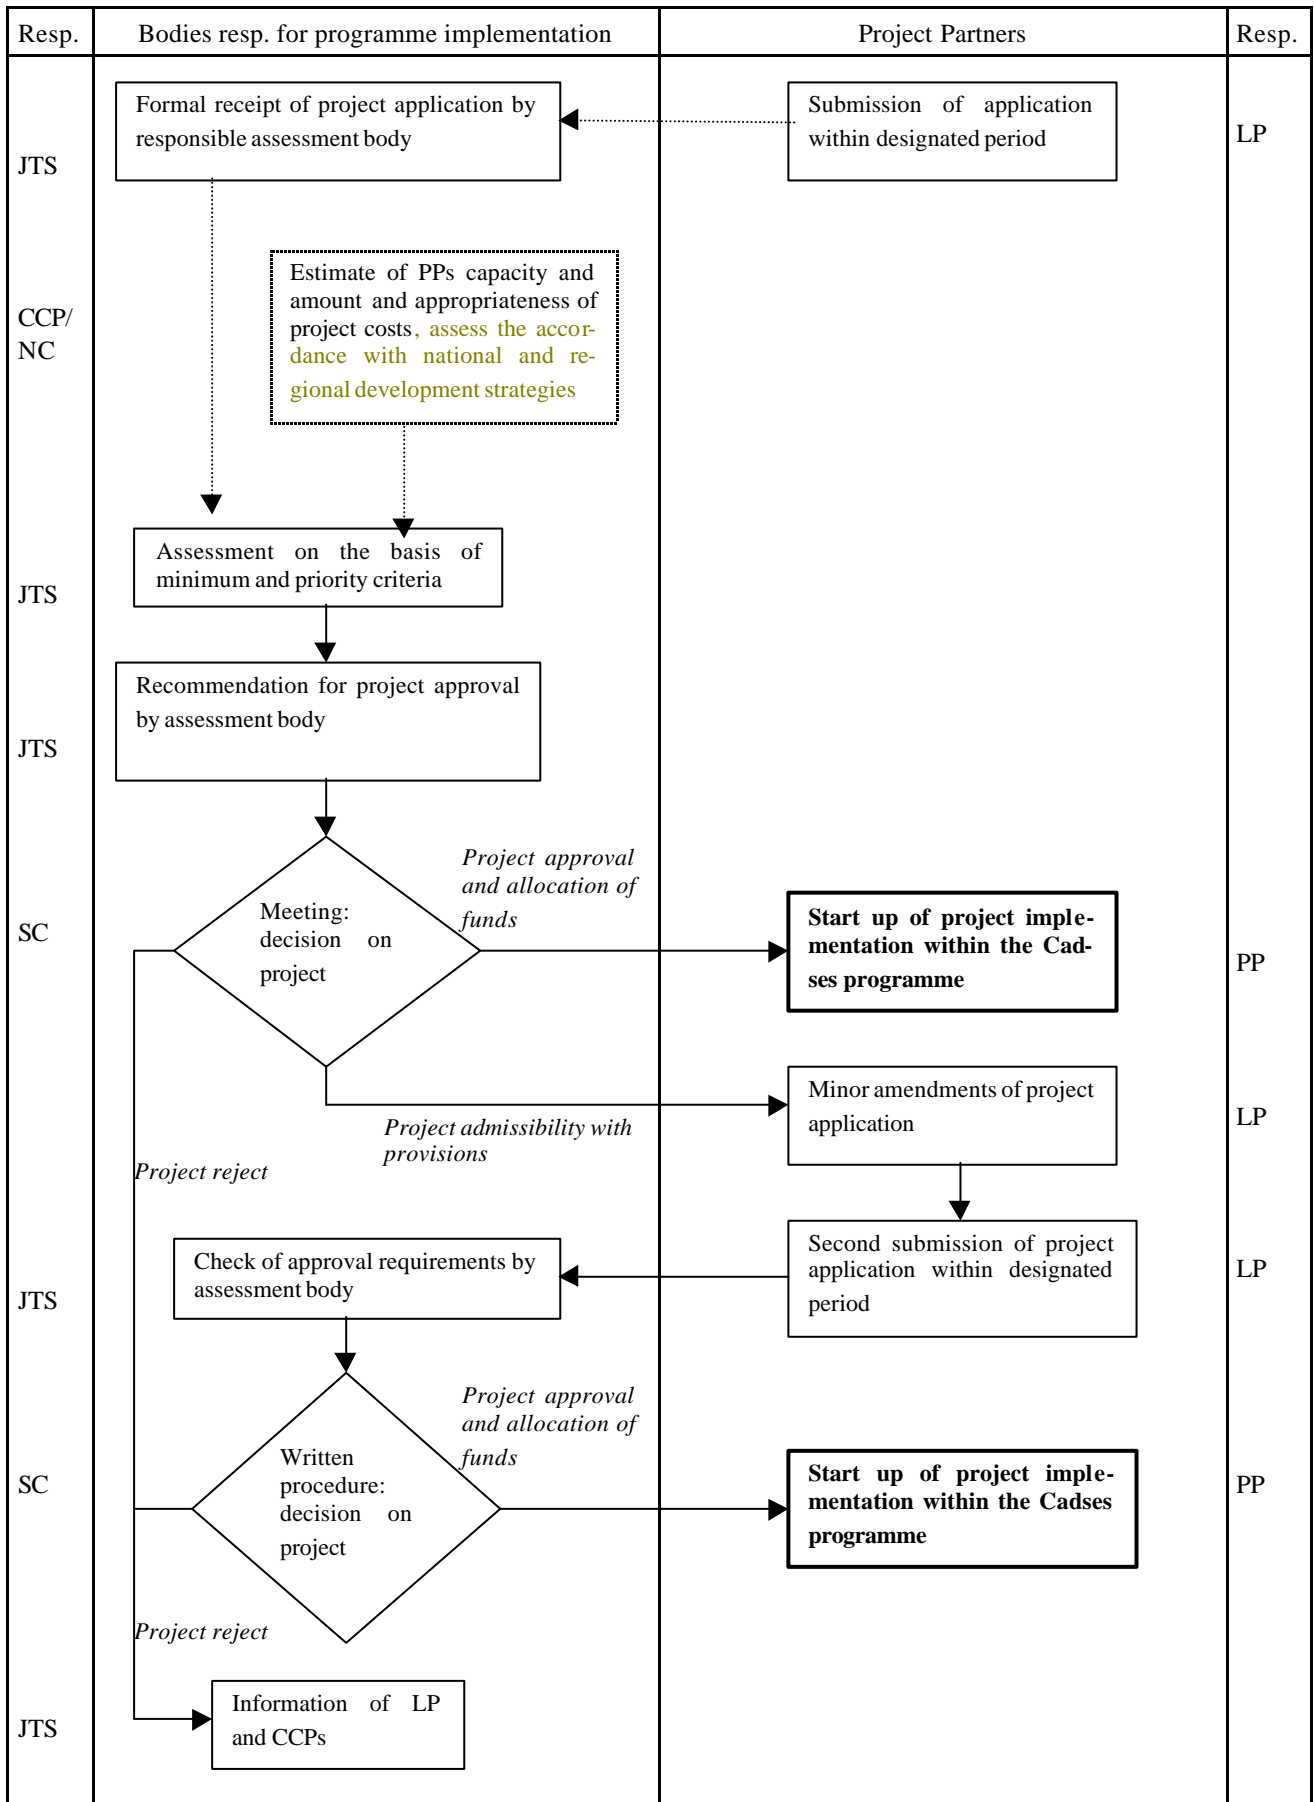 Resp.
Bodies resp. for programme implementation
Project Partners
Resp.
Formal receipt of project application by
responsible assessment body
Submission of application
within designated period
LP
JTS
Estimate of PPs capacity and
amount and appropriateness of
project costs, assess the accor-
dance with national and re-
gional development strategies
CCP/
NC
Assessment on the basis of
minimum and priority criteria
JTS
Recommendation for project approval
by assessment body
JTS
Project approval
and allocation of
funds
Meeting:
decision on
project
SC
Start up of project imple-
mentation within the Cad-
ses programme
PP
Minor amendments of project
application
LP
Project admissibility with
provisions
Project reject
Second submission of project
application within designated
period
LP
Check of approval requirements by
assessment body
JTS
Project approval
and allocation of
funds
Written
procedure:
decision on
project
SC
Start up of project imple-
mentation within the Cadses
programme
PP
Project reject
Information of LP
and CCPs
JTS